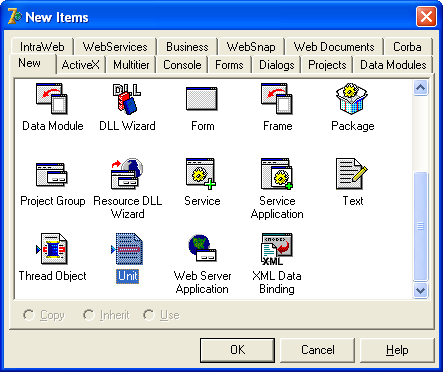 New Items
IntraWeb WebServices Business WebSnap Web Documents Corba
New ActiveX Multitier Console Forms Dialogs Projects Data Modules
Data Module DLL Wizard Form Frame Package
Project Group Resource DLL Wizard Service Service Application Text
Thread Object Unit Web Server Application XML Data Binding
Copy Inherit Use
OK Cancel Help